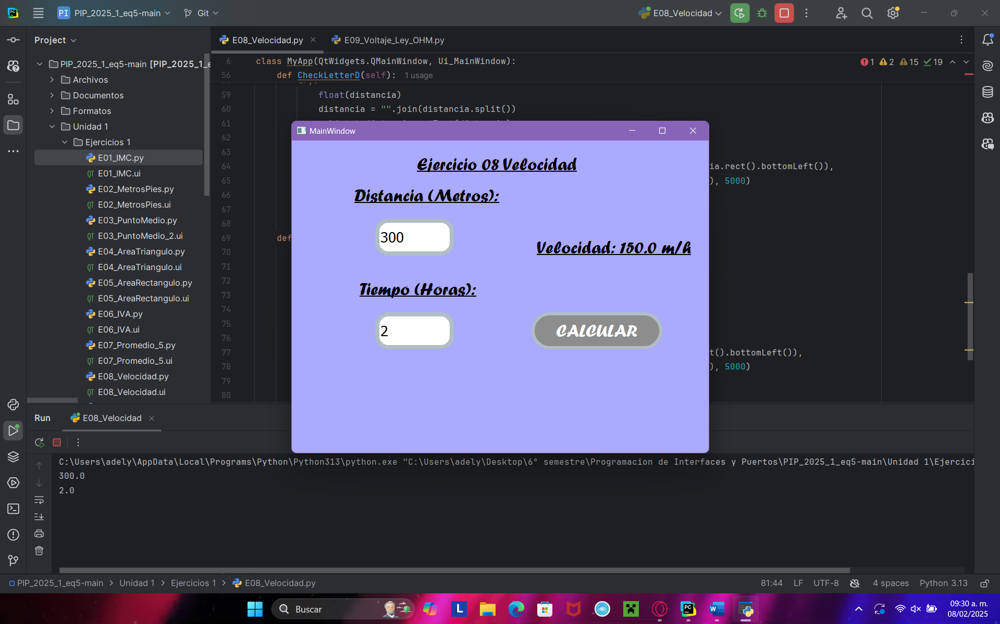 PI PIP_2025_1_eq5-main Git E08_Velocidad
Project E08_Velocidad.py E09_Voltaje_Ley_OHM.py
6 class MyApp(QtWidgets.QMainWindow, Ui_MainWindow): 1 2 15 19
56 def CheckLetterD(self): 1 usage
59 float(distancia)
60 distancia = "".join(distancia.split())
61
62
63
64 ia.rect().bottomLeft()),
65 ), 5000)
66
67
68
69 def
70
71
72
73
74
75
76
77 t().bottomLeft()),
78 ), 5000)
79
80
PIP_2025_1_eq5-main [PIP_2025_1_e
Archivos
Documentos
Formatos
Unidad 1
Ejercicios 1
E01_IMC.py
E01_IMC.ui
E02_MetrosPies.py
E02_MetrosPies.ui
E03_PuntoMedio.py
E03_PuntoMedio_2.ui
E04_AreaTriangulo.py
E04_AreaTriangulo.ui
E05_AreaRectangulo.py
E05_AreaRectangulo.ui
E06_IVA.py
E06_IVA.ui
E07_Promedio_5.py
E07_Promedio_5.ui
E08_Velocidad.py
E08_Velocidad.ui
MainWindow
Ejercicio 08 Velocidad
Distancia (Metros):
300
Velocidad: 150.0 m/h
Tiempo (Horas):
2
CALCULAR
Run E08_Velocidad
C:\Users\adely\AppData\Local\Programs\Python\Python313\python.exe "C:\Users\adely\Desktop\6° semestre\Programacion de Interfaces y Puertos\PIP_2025_1_eq5-main\Unidad 1\Ejercici
300.0
2.0
PIP_2025_1_eq5-main > Unidad 1 > Ejercicios 1 > E08_Velocidad.py 81:44 LF UTF-8 4 spaces Python 3.13
Buscar
09:30 a. m.
08/02/2025